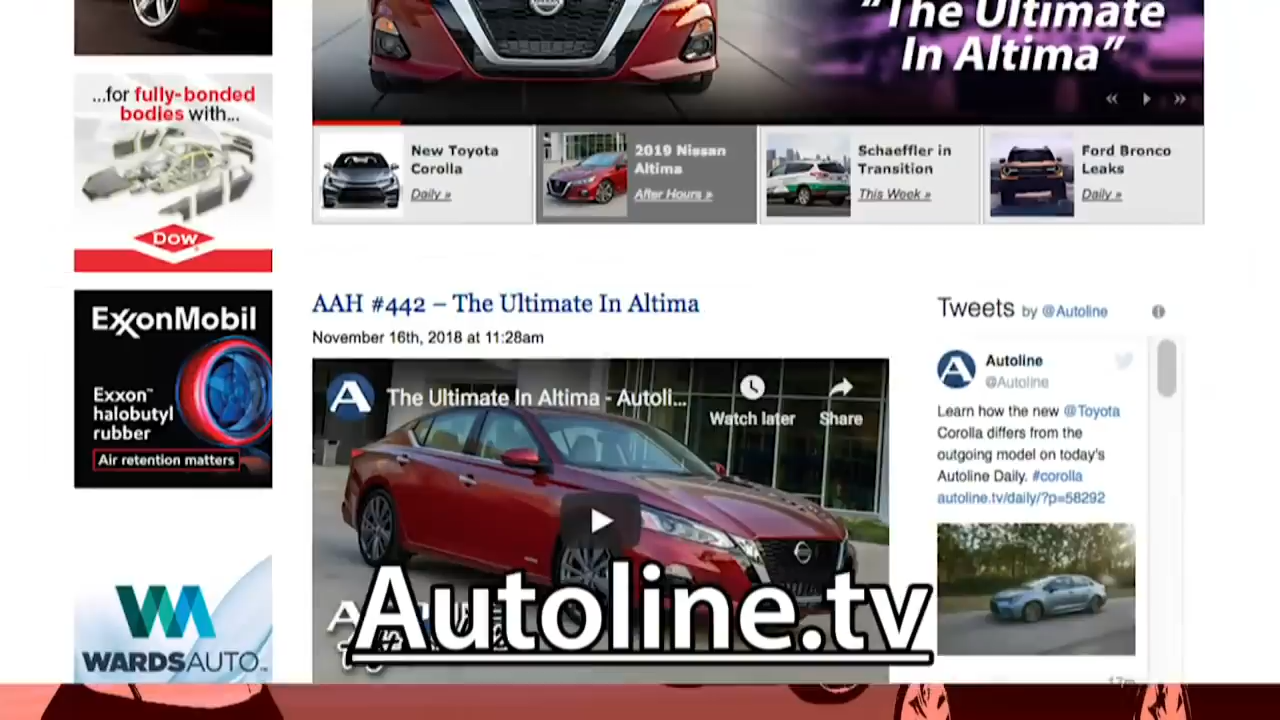 "The Ultimate
In Altima"
...for fully-bonded
bodies with...
DOW
New Toyota
Corolla
Daily »
2019 Nissan
Altima
After Hours »
Schaeffler in
Transition
This Week »
Ford Bronco
Leaks
Daily »
ExxonMobil
Exxon™
halobutyl
rubber
Air retention matters
WARDSAUTO™
AAH #442 – The Ultimate In Altima
November 16th, 2018 at 11:28am
The Ultimate In Altima - Autoli...
Watch later
Share
Tweets by @Autoline
Autoline
@Autoline
Learn how the new @Toyota
Corolla differs from the
outgoing model on today's
Autoline Daily. #corolla
autoline.tv/daily/?p=58292
Autoline.tv